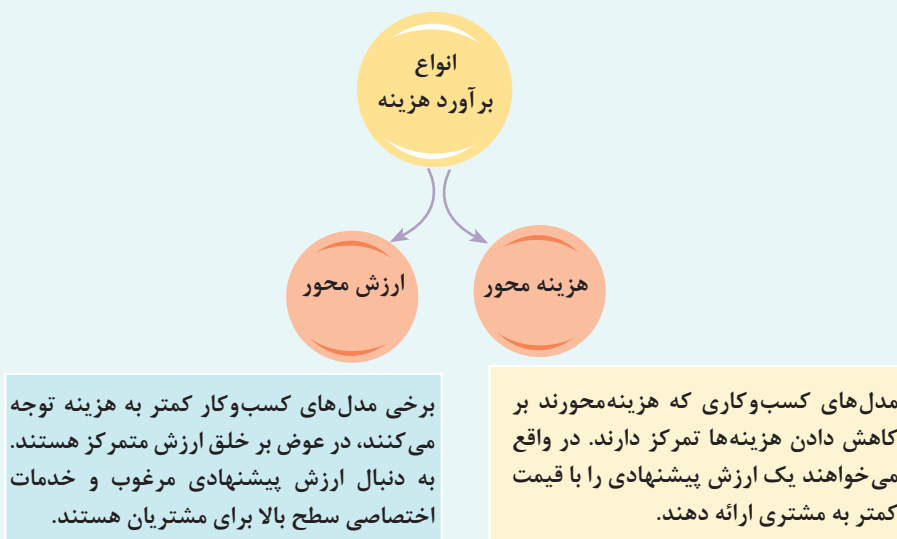 انواع
برآورد هزینه
هزینه محور
ارزش محور
مدل‌های کسب‌وکاری که هزینه‌محورند بر
کاهش دادن هزینه‌ها تمرکز دارند. در واقع
می‌خواهند یک ارزش پیشنهادی را با قیمت
کمتر به مشتری ارائه دهند.
برخی مدل‌های کسب‌وکار کمتر به هزینه توجه
می‌کنند، در عوض بر خلق ارزش متمرکز هستند.
به دنبال ارزش پیشنهادی مرغوب و خدمات
اختصاصی سطح بالا برای مشتریان هستند.